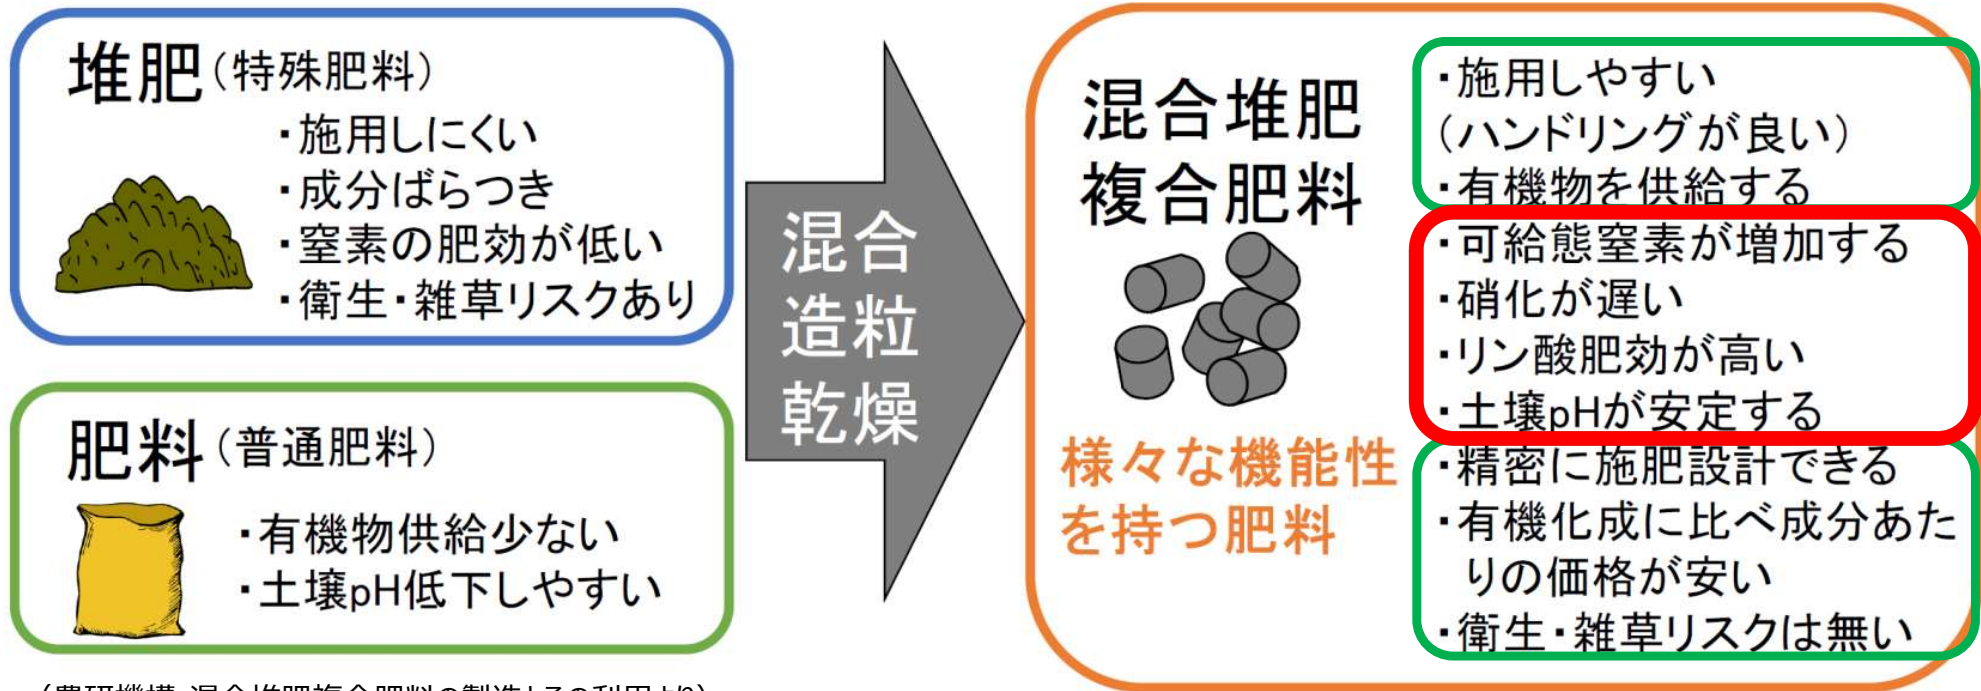 堆肥（特殊肥料）
・施用しにくい
・成分ばらつき
・窒素の肥効が低い
・衛生・雑草リスクあり
肥料（普通肥料）
・有機物供給少ない
・土壌pH低下しやすい
混合
造粒
乾燥
混合堆肥
複合肥料
様々な機能性
を持つ肥料
・施用しやすい
（ハンドリングが良い）
・有機物を供給する
・可給態窒素が増加する
・硝化が遅い
・リン酸肥効が高い
・土壌pHが安定する
・精密に施肥設計できる
・有機化成に比べ成分あた
りの価格が安い
・衛生・雑草リスクは無い